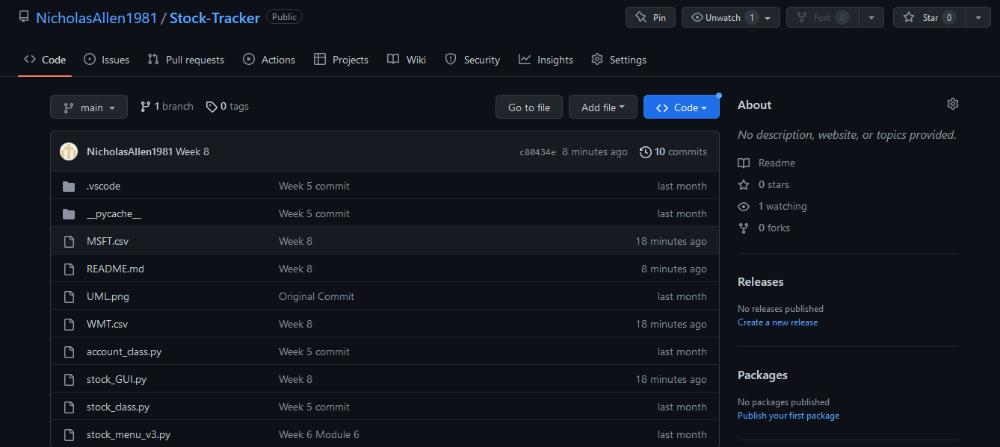 NicholasAllen1981 / Stock-Tracker Public Pin Unwatch 1 Fork 0 Star 0
Code Issues Pull requests Actions Projects Wiki Security Insights Settings
main 1 branch 0 tags Go to file Add file Code
NicholasAllen1981 Week 8 c80434e 8 minutes ago 10 commits
.vscode Week 5 commit last month
__pycache__ Week 5 commit last month
MSFT.csv Week 8 18 minutes ago
README.md Week 8 8 minutes ago
UML.png Original Commit last month
WMT.csv Week 8 18 minutes ago
account_class.py Week 5 commit last month
stock_GUI.py Week 8 18 minutes ago
stock_class.py Week 5 commit last month
stock_menu_v3.py Week 6 Module 6 last month
About
No description, website, or topics provided.
Readme
0 stars
1 watching
0 forks
Releases
No releases published
Create a new release
Packages
No packages published
Publish your first package